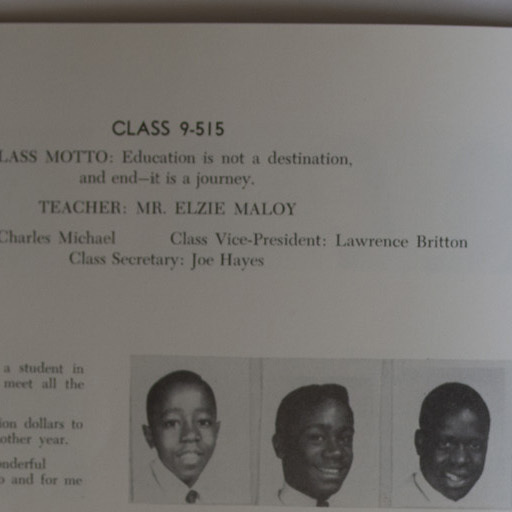 CLASS 9-515
LASS MOTTO: Education is not a destination,
and end—it is a journey.
TEACHER: MR. ELZIE MALOY
Charles Michael Class Vice-President: Lawrence Britton
Class Secretary: Joe Hayes
a student in
meet all the
ion dollars to
other year.
onderful
and for me